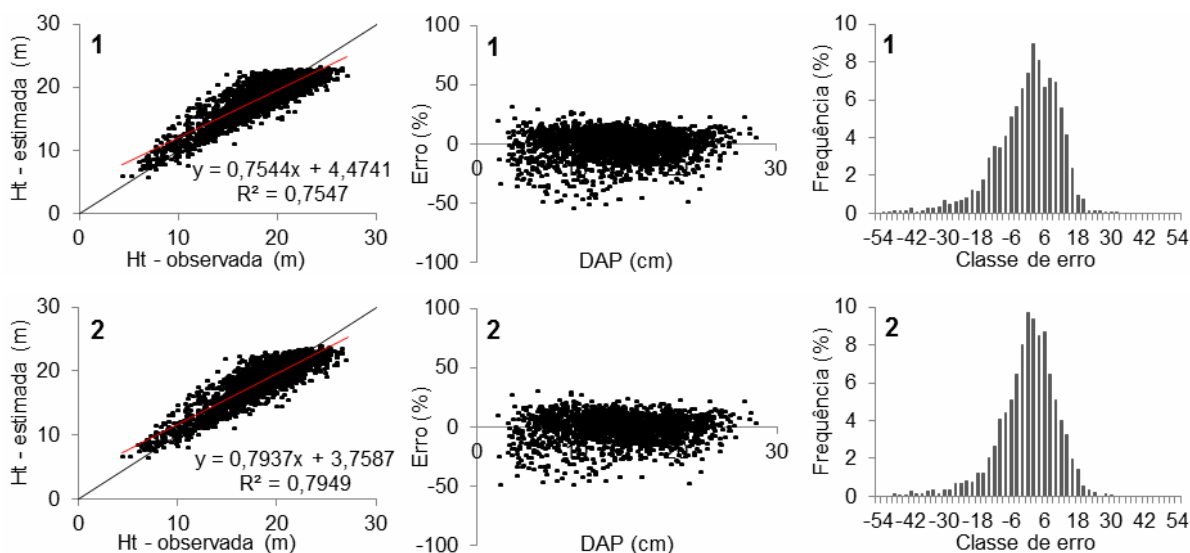 Ht - estimada (m)
30
20
10
0
1
y = 0,7544x + 4,4741
R² = 0,7547
0 10 20 30
Ht - observada (m)
Erro (%)
100
50
0
-50
-100
1
0 30
DAP (cm)
Frequência (%)
10
8
6
4
2
0
1
-54 -42 -30 -18 -6 6 18 30 42 54
Classe de erro
Ht - estimada (m)
30
20
10
0
2
y = 0,7937x + 3,7587
R² = 0,7949
0 10 20 30
Ht - observada (m)
Erro (%)
100
50
0
-50
-100
2
0 30
DAP (cm)
Frequência (%)
10
8
6
4
2
0
2
-54 -42 -30 -18 -6 6 18 30 42 54
Classe de erro